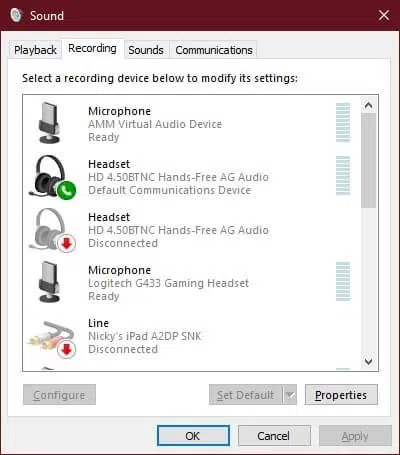 Sound
Playback Recording Sounds Communications
Select a recording device below to modify its settings:
Microphone
AMM Virtual Audio Device
Ready
Headset
HD 4.50BTNC Hands-Free AG Audio
Default Communications Device
Headset
HD 4.50BTNC Hands-Free AG Audio
Disconnected
Microphone
Logitech G433 Gaming Headset
Ready
Line
Nicky's iPad A2DP SNK
Disconnected
Configure Set Default Properties
OK Cancel Apply